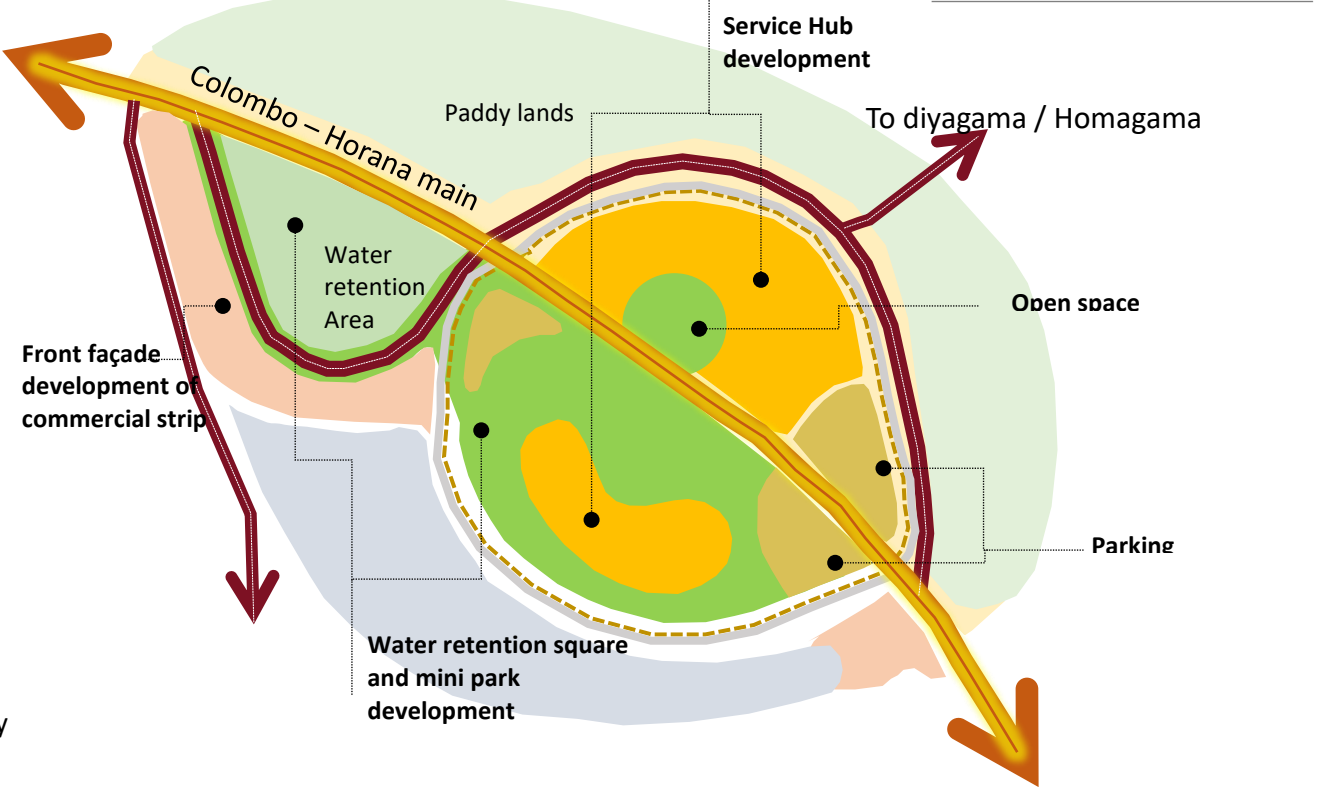 Service Hub
development
Colombo – Horana main
Paddy lands
To diyagama / Homagama
Water
retention
Area
Open space
Front façade
development of
commercial strip
Parking
Water retention square
and mini park
development
y